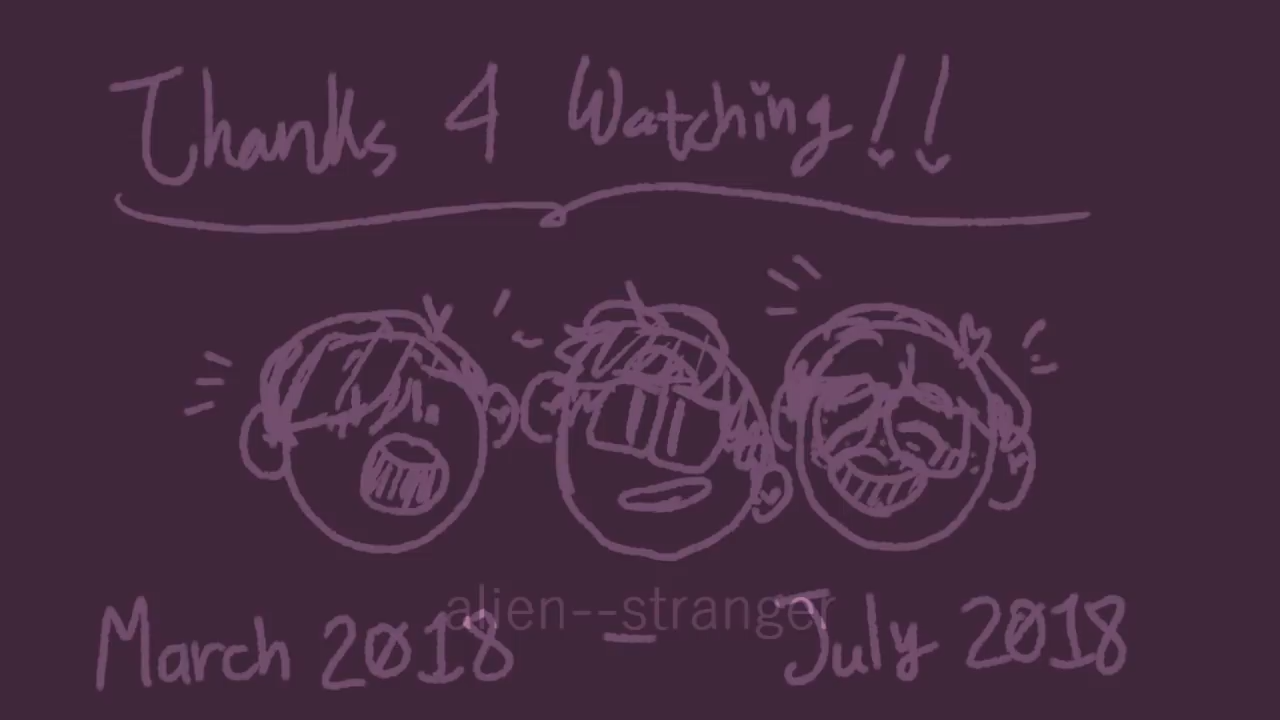 Thanks 4 Watching!!
alien--stranger
March 2018 – July 2018